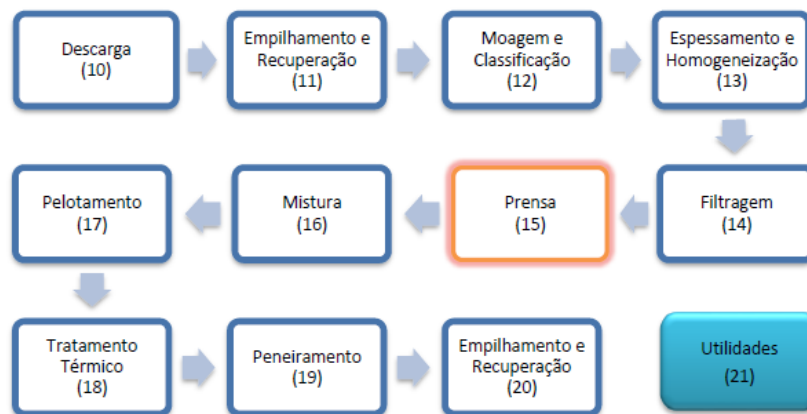 Descarga
(10)
Empilhamento e
Recuperação
(11)
Moagem e
Classificação
(12)
Espessamento e
Homogeneização
(13)
Pelotamento
(17)
Mistura
(16)
Prensa
(15)
Filtragem
(14)
Tratamento
Térmico
(18)
Peneiramento
(19)
Empilhamento e
Recuperação
(20)
Utilidades
(21)